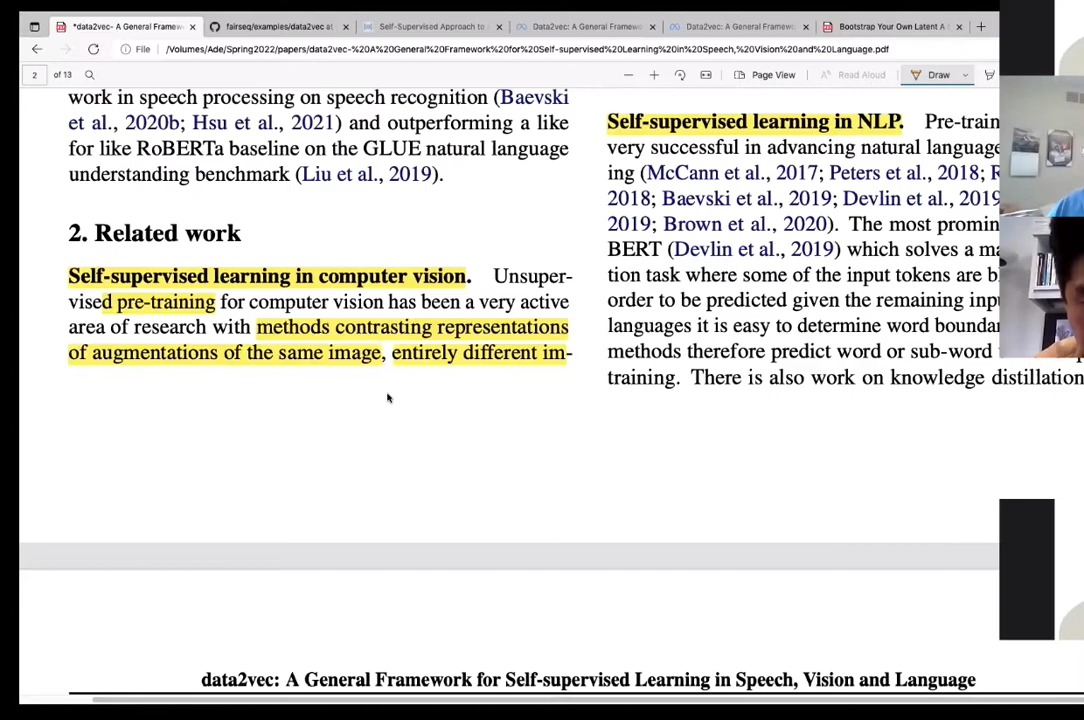 *data2vec- A General Framew
fairseq/examples/data2vec at
Self-Supervised Approach to
Data2vec: A General Framewo
Data2vec: A General Framewo
Bootstrap Your Own Latent A
File
/Volumes/Ade/Spring2022/papers/data2vec-%20A%20General%20Framework%20for%20Self-supervised%20Learning%20in%20Speech,%20Vision%20and%20Language.pdf
2 of 13
Page View
Read Aloud
Draw
work in speech processing on speech recognition (Baevski
et al., 2020b; Hsu et al., 2021) and outperforming a like
for like RoBERTa baseline on the GLUE natural language
understanding benchmark (Liu et al., 2019).
2. Related work
Self-supervised learning in computer vision. Unsuper-
vised pre-training for computer vision has been a very active
area of research with methods contrasting representations
of augmentations of the same image, entirely different im-
Self-supervised learning in NLP. Pre-train
very successful in advancing natural language
ing (McCann et al., 2017; Peters et al., 2018; R
2018; Baevski et al., 2019; Devlin et al., 2019
2019; Brown et al., 2020). The most promin
BERT (Devlin et al., 2019) which solves a ma
tion task where some of the input tokens are b
order to be predicted given the remaining inpu
languages it is easy to determine word boundar
methods therefore predict word or sub-word
training. There is also work on knowledge distillation
data2vec: A General Framework for Self-supervised Learning in Speech, Vision and Language